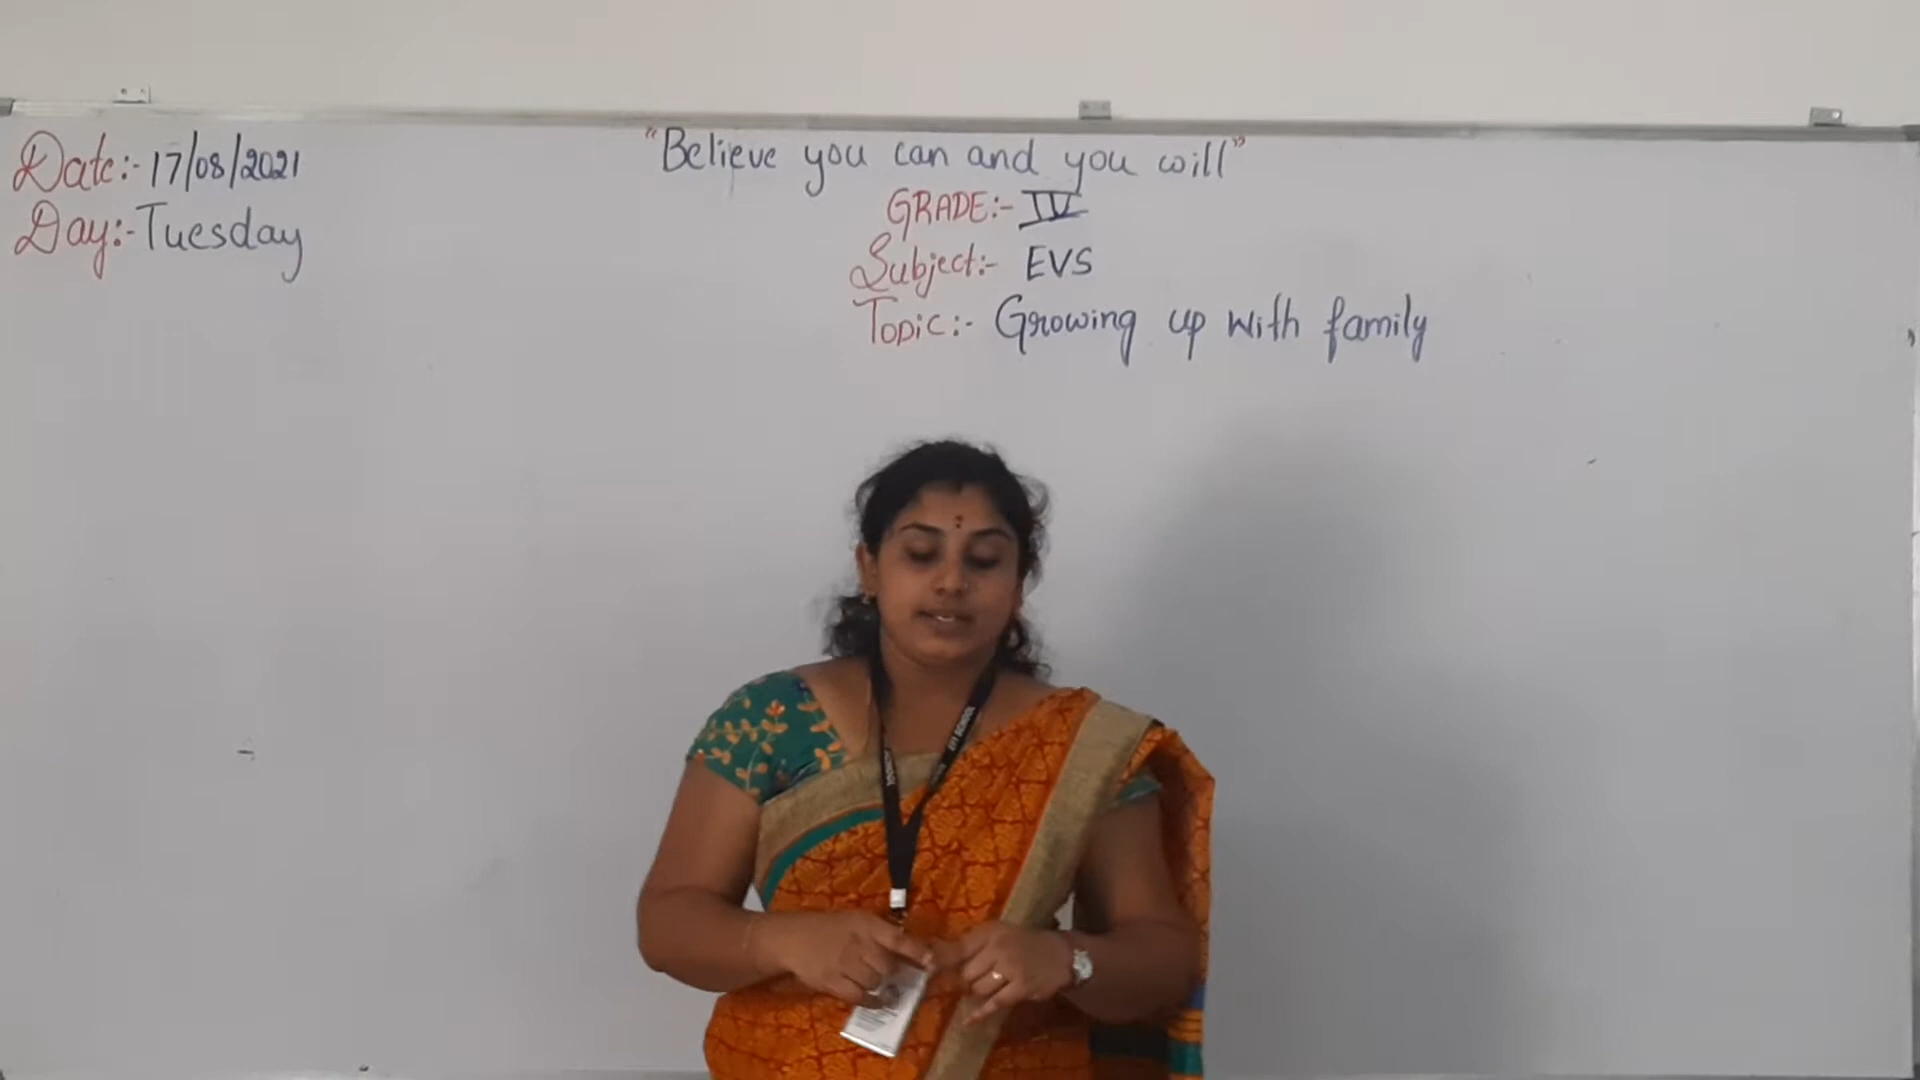 Date:- 17/08/2021
Day:- Tuesday
"Believe you can and you will"
GRADE:- IV
Subject:- EVS
Topic:- Growing up with family
SCHOOL